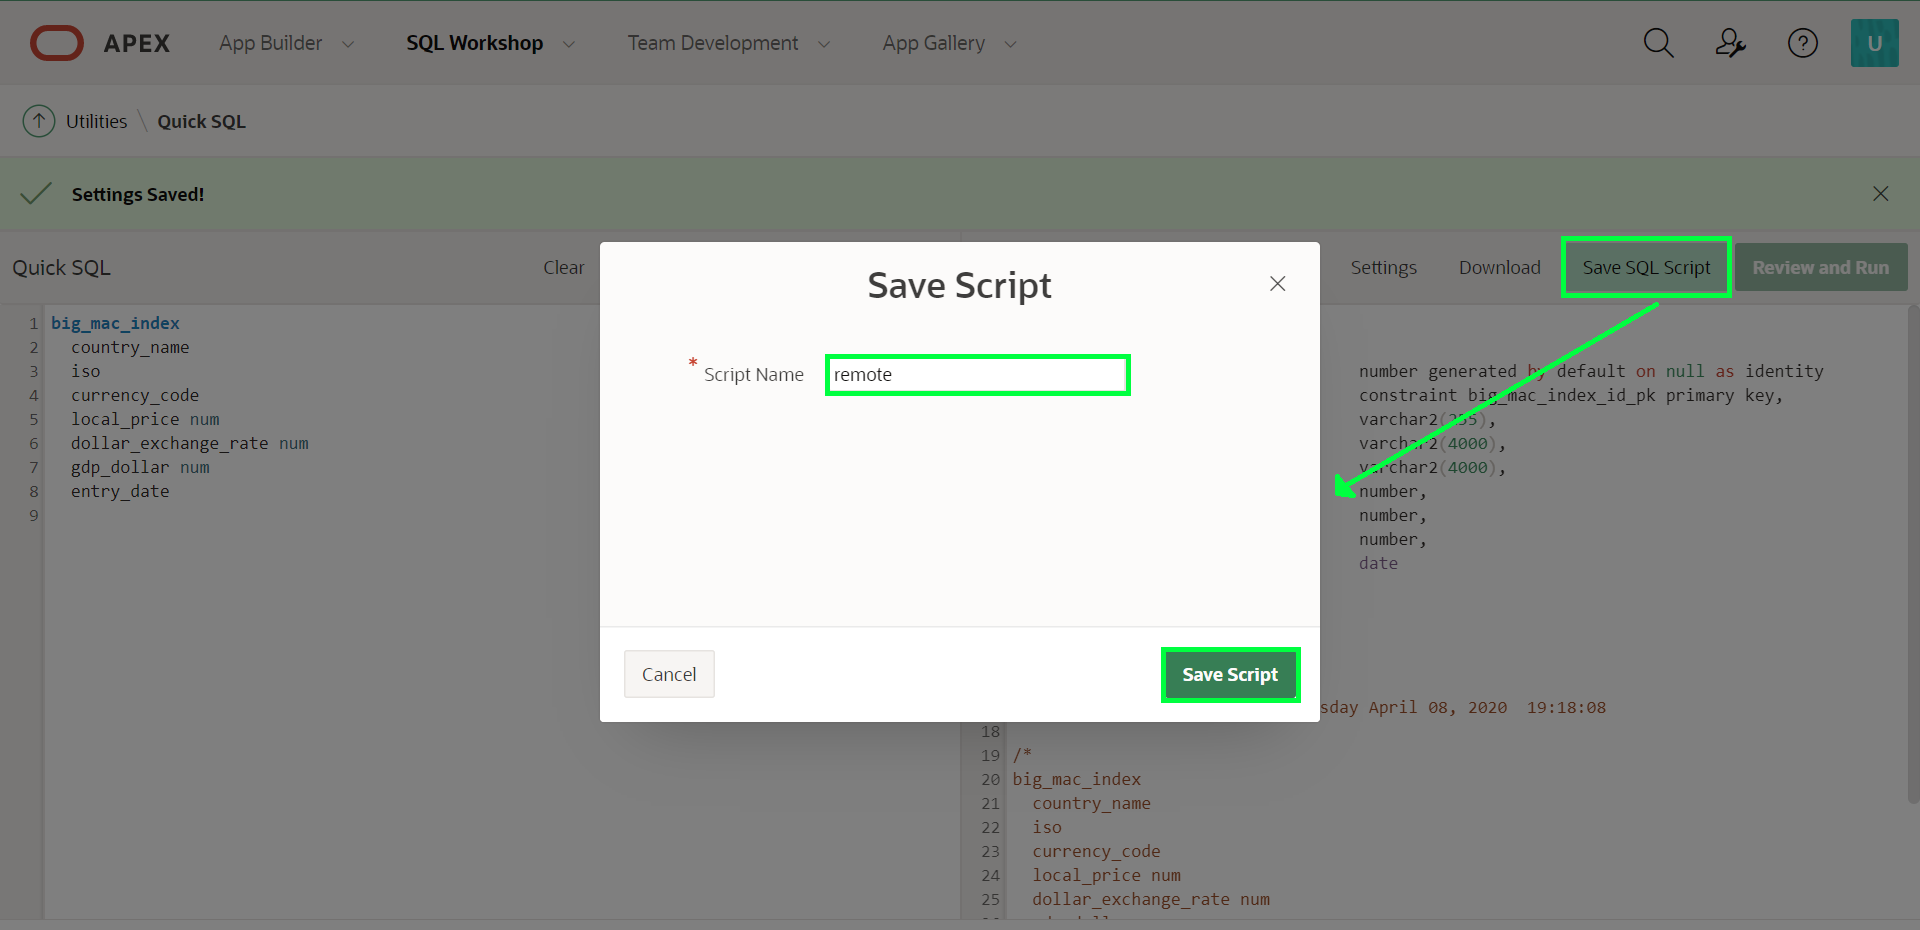 APEX App Builder SQL Workshop Team Development App Gallery U
Utilities \ Quick SQL
Settings Saved!
Quick SQL Clear Settings Download Save SQL Script Review and Run
1 big_mac_index
2 country_name
3 iso
4 currency_code
5 local_price num
6 dollar_exchange_rate num
7 gdp_dollar num
8 entry_date
9
Save Script
* Script Name remote
Cancel Save Script
number generated by default on null as identity
constraint big_mac_index_id_pk primary key,
varchar2(255),
varchar2(4000),
varchar2(4000),
number,
number,
number,
date
sday April 08, 2020 19:18:08
18
19 /*
20 big_mac_index
21 country_name
22 iso
23 currency_code
24 local_price num
25 dollar_exchange_rate num